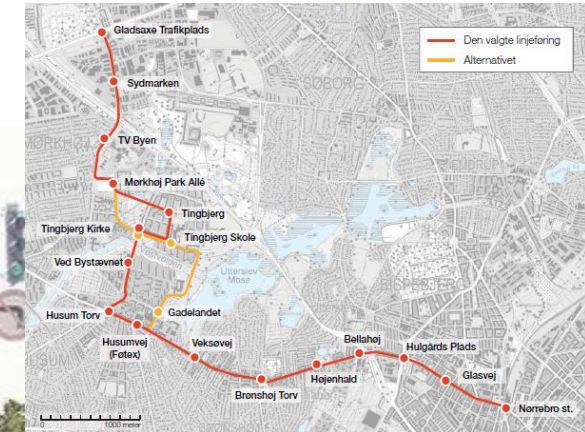 Gladsaxe Trafikplads
Den valgte linjeføring
Alternativet
Sydmarken
TV Byen
Mørkhøj Park Allé
Tingbjerg
Tingbjerg Kirke
Tingbjerg Skole
Ved Bystævnet
Utterslev
Mose
Husum Torv
Gadelandet
Husumvej
(Føtex)
Veksøvej
Bellahøj
Hulgårds Plads
Højenhald
Glasvej
Brønshøj Torv
Nørrebro st.
0 1000 meter